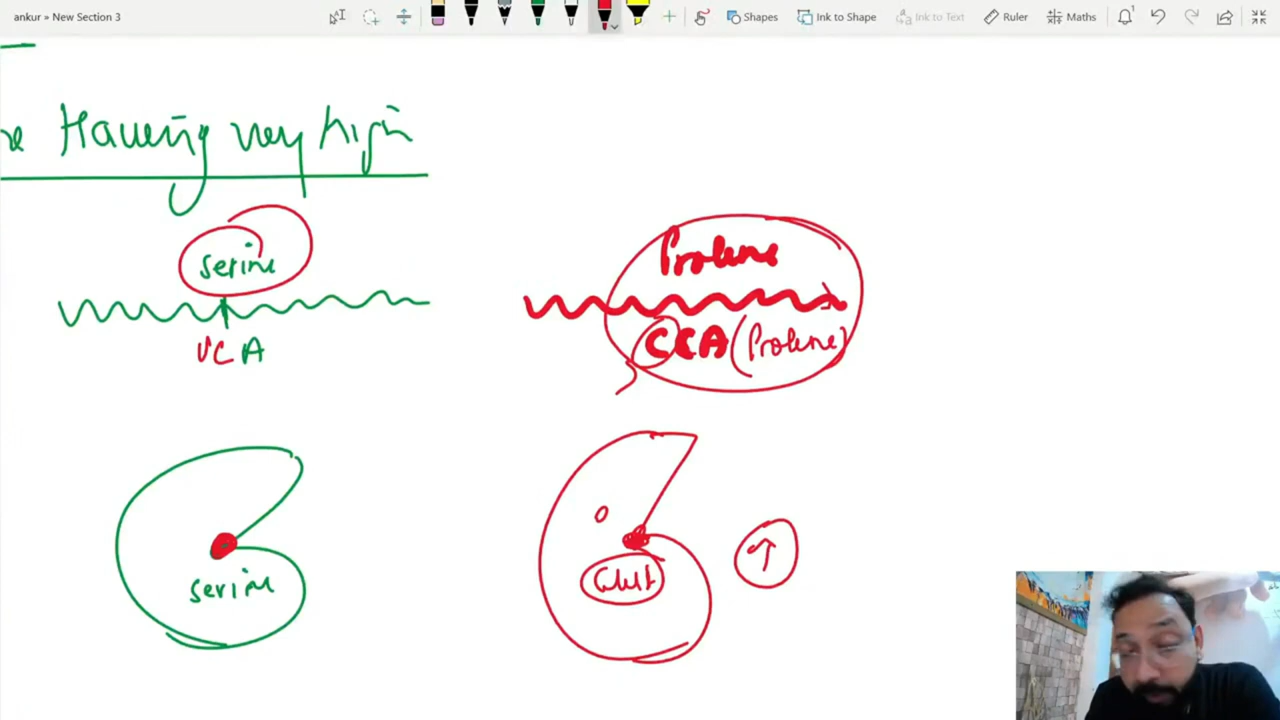 ankur » New Section 3
Shapes
Ink to Shape
Ink to Text
Ruler
Maths
Having very high
serine
UCA
Proline
CCA (Proline)
serine